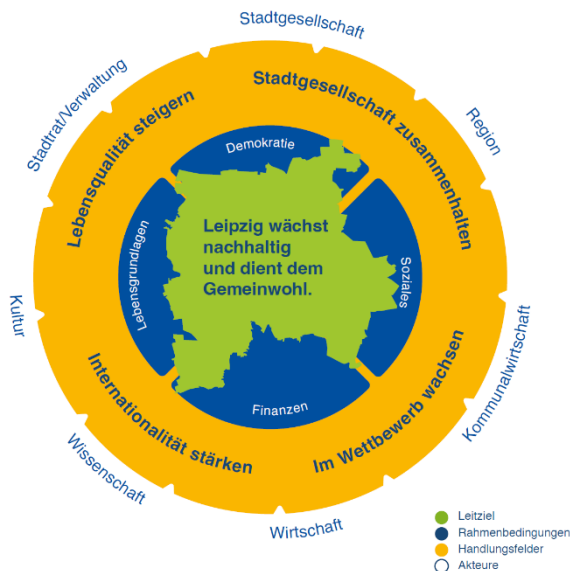 Stadtgesellschaft
Stadtrat/Verwaltung
Region
Kultur
Kommunalwirtschaft
Wissenschaft
Wirtschaft
Lebensqualität steigern
Stadtgesellschaft zusammenhalten
Internationalität stärken
Im Wettbewerb wachsen
Demokratie
Lebensgrundlagen
Soziales
Finanzen
Leipzig wächst
nachhaltig
und dient dem
Gemeinwohl.
Leitziel
Rahmenbedingungen
Handlungsfelder
Akteure